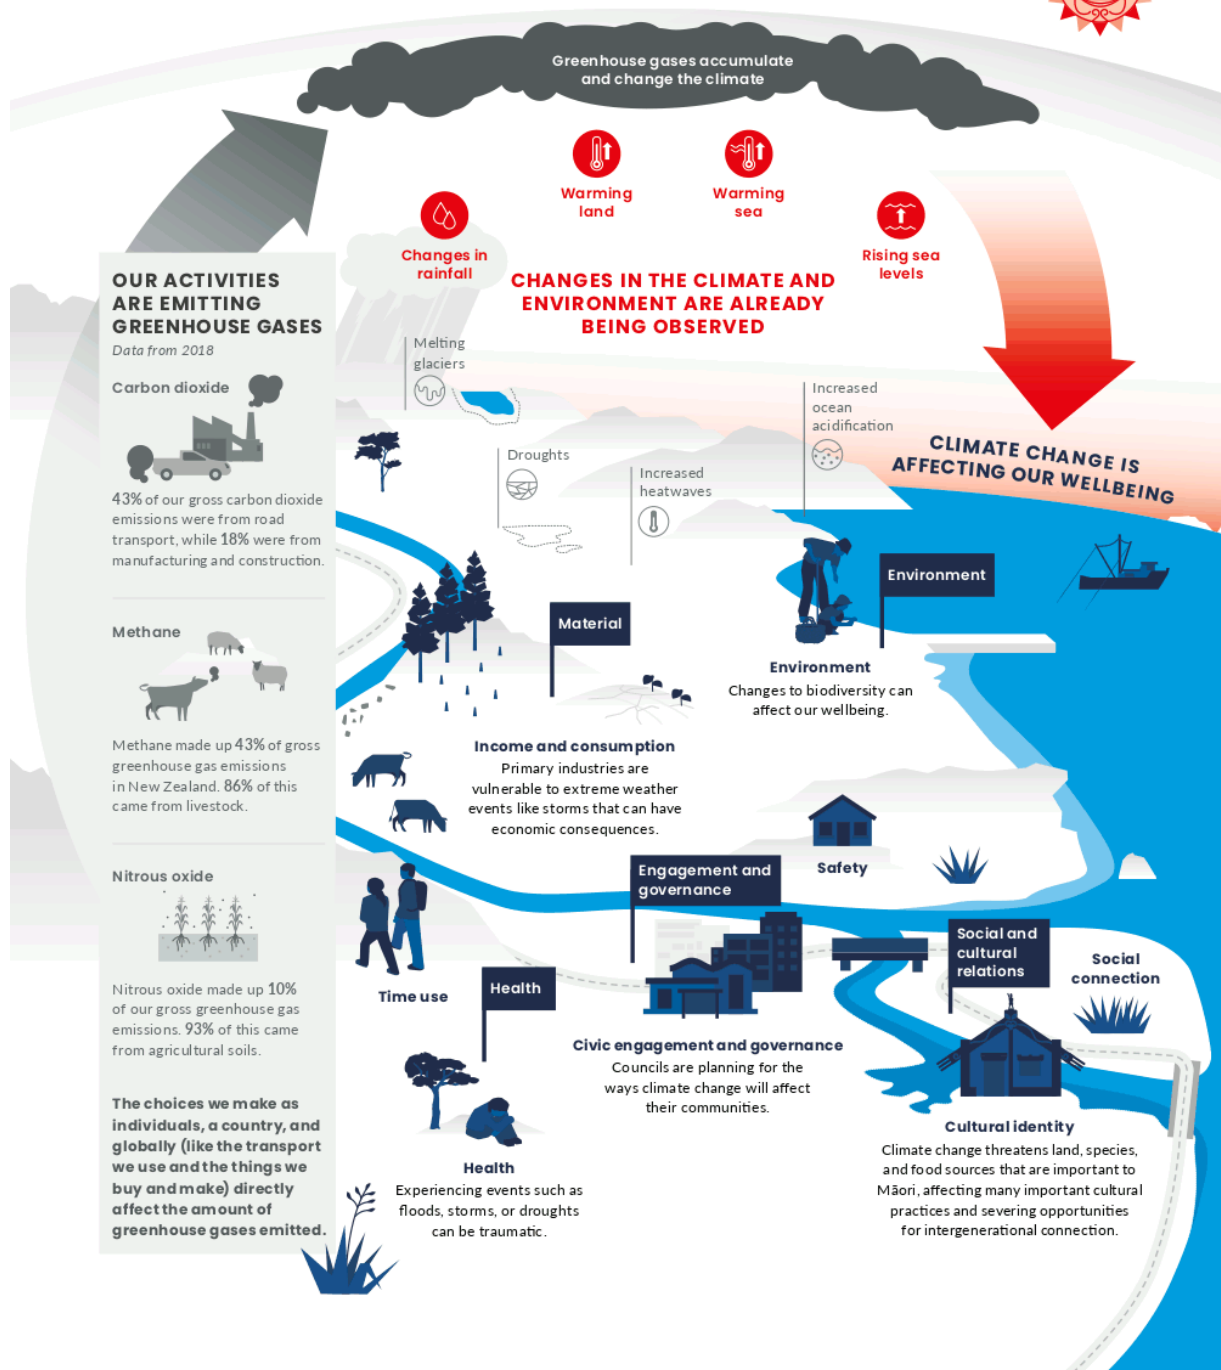 Greenhouse gases accumulate
and change the climate
Warming
land
Warming
sea
Changes in
rainfall
Rising sea
levels
CHANGES IN THE CLIMATE AND
ENVIRONMENT ARE ALREADY
BEING OBSERVED
OUR ACTIVITIES
ARE EMITTING
GREENHOUSE GASES
Data from 2018
Carbon dioxide
43% of our gross carbon dioxide
emissions were from road
transport, while 18% were from
manufacturing and construction.
Methane
Methane made up 43% of gross
greenhouse gas emissions
in New Zealand. 86% of this
came from livestock.
Nitrous oxide
Nitrous oxide made up 10%
of our gross greenhouse gas
emissions. 93% of this came
from agricultural soils.
The choices we make as
individuals, a country, and
globally (like the transport
we use and the things we
buy and make) directly
affect the amount of
greenhouse gases emitted.
Melting
glaciers
Droughts
Increased
heatwaves
Increased
ocean
acidification
CLIMATE CHANGE IS
AFFECTING OUR WELLBEING
Environment
Environment
Changes to biodiversity can
affect our wellbeing.
Material
Income and consumption
Primary industries are
vulnerable to extreme weather
events like storms that can have
economic consequences.
Safety
Engagement and
governance
Civic engagement and governance
Councils are planning for the
ways climate change will affect
their communities.
Time use
Health
Health
Experiencing events such as
floods, storms, or droughts
can be traumatic.
Social and
cultural
relations
Social
connection
Cultural identity
Climate change threatens land, species,
and food sources that are important to
Māori, affecting many important cultural
practices and severing opportunities
for intergenerational connection.